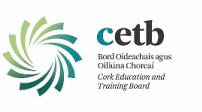 cetb
Bord Oideachais agus
Oiliúna Chorcaí
Cork Education and
Training Board